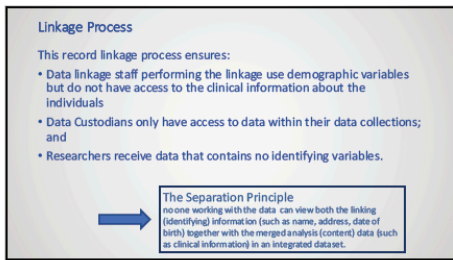 Linkage Process
This record linkage process ensures:
• Data linkage staff performing the linkage use demographic variables
but do not have access to the clinical information about the
individuals
• Data Custodians only have access to data within their data collections;
and
• Researchers receive data that contains no identifying variables.
The Separation Principle
no one working with the data can view both the linking
(identifying) information (such as name, address, date of
birth) together with the merged analysis (content) data (such
as clinical information) in an integrated dataset.